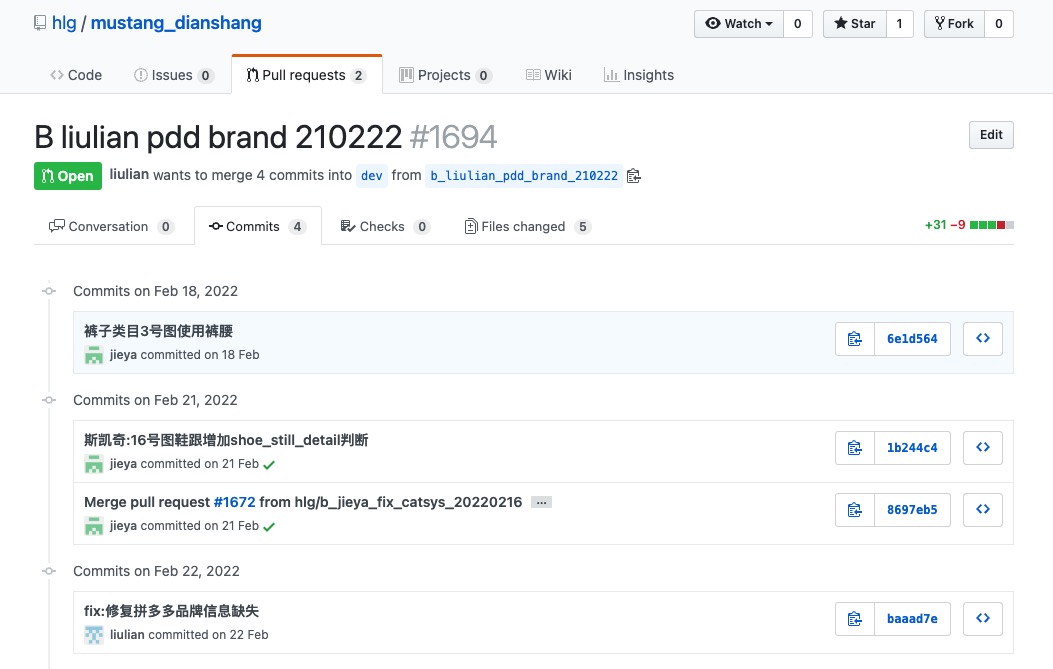 hlg / mustang_dianshang
Watch 0 Star 1 Fork 0
Code Issues 0 Pull requests 2 Projects 0 Wiki Insights
B liulian pdd brand 210222 #1694
Edit
Open liulian wants to merge 4 commits into dev from b_liulian_pdd_brand_210222
Conversation 0 Commits 4 Checks 0 Files changed 5 +31 −9
Commits on Feb 18, 2022
裤子类目3号图使用裤腰
jieya committed on 18 Feb
6e1d564
Commits on Feb 21, 2022
斯凯奇:16号图鞋跟增加shoe_still_detail判断
jieya committed on 21 Feb
1b244c4
Merge pull request #1672 from hlg/b_jieya_fix_catsys_20220216 …
jieya committed on 21 Feb
8697eb5
Commits on Feb 22, 2022
fix:修复拼多多品牌信息缺失
liulian committed on 22 Feb
baaad7e